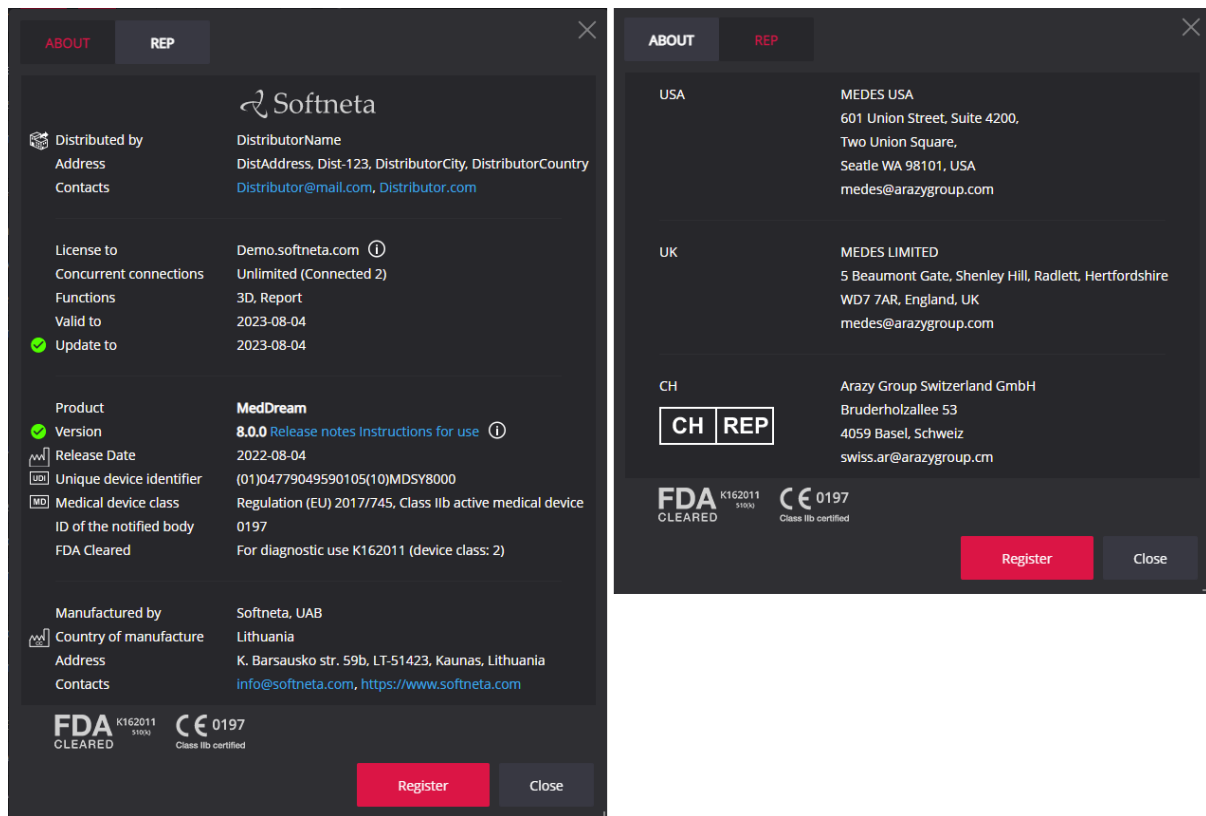 ABOUT REP
Softneta
Distributed by DistributorName
Address DistAddress, Dist-123, DistributorCity, DistributorCountry
Contacts Distributor@mail.com, Distributor.com
License to Demo.softneta.com
Concurrent connections Unlimited (Connected 2)
Functions 3D, Report
Valid to 2023-08-04
Update to 2023-08-04
Product MedDream
Version 8.0.0 Release notes Instructions for use
Release Date 2022-08-04
UDI Unique device identifier (01)04779049590105(10)MDSY8000
MD Medical device class Regulation (EU) 2017/745, Class IIb active medical device
ID of the notified body 0197
FDA Cleared For diagnostic use K162011 (device class: 2)
Manufactured by Softneta, UAB
CC Country of manufacture Lithuania
Address K. Barsausko str. 59b, LT-51423, Kaunas, Lithuania
Contacts info@softneta.com, https://www.softneta.com
FDA K162011 CE 0197
CLEARED 510(k) Class IIb certified
Register Close
ABOUT REP
USA MEDES USA
601 Union Street, Suite 4200,
Two Union Square,
Seatle WA 98101, USA
medes@arazygroup.com
UK MEDES LIMITED
5 Beaumont Gate, Shenley Hill, Radlett, Hertfordshire
WD7 7AR, England, UK
medes@arazygroup.com
CH Arazy Group Switzerland GmbH
Bruderholzallee 53
CH REP 4059 Basel, Schweiz
swiss.ar@arazygroup.cm
FDA K162011 CE 0197
CLEARED 510(k) Class IIb certified
Register Close